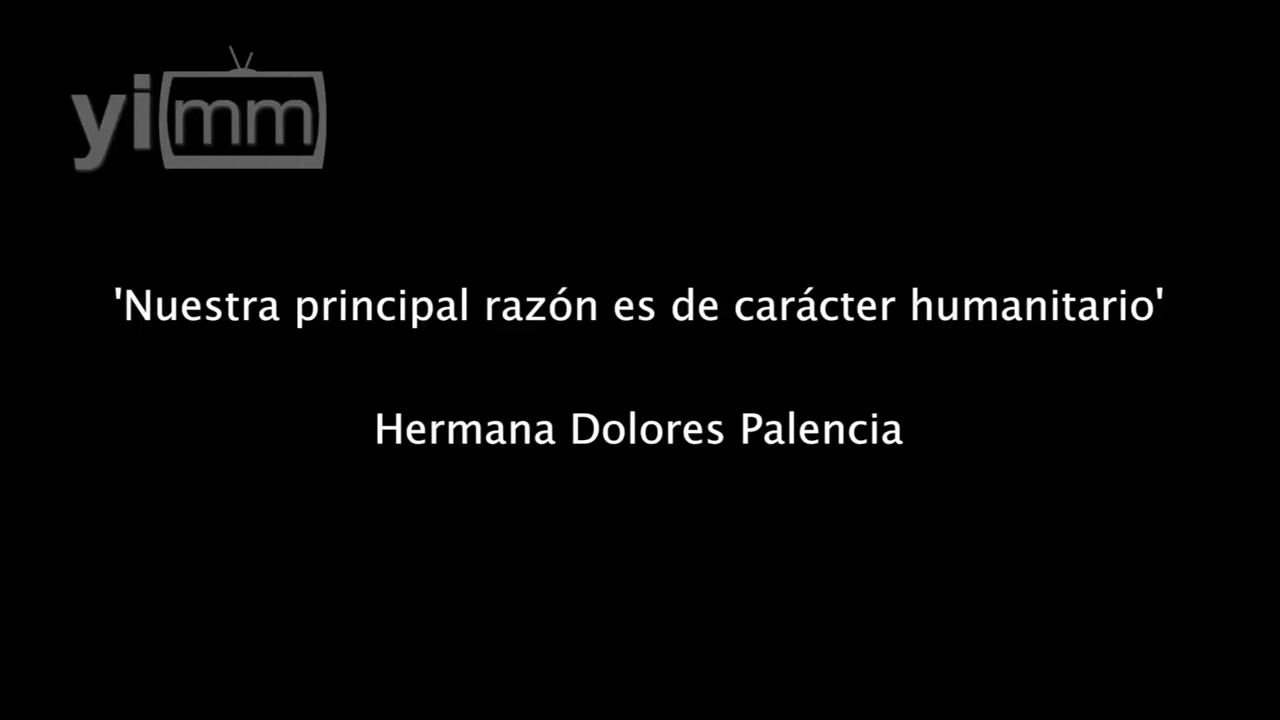 yimm
'Nuestra principal razón es de carácter humanitario'
Hermana Dolores Palencia